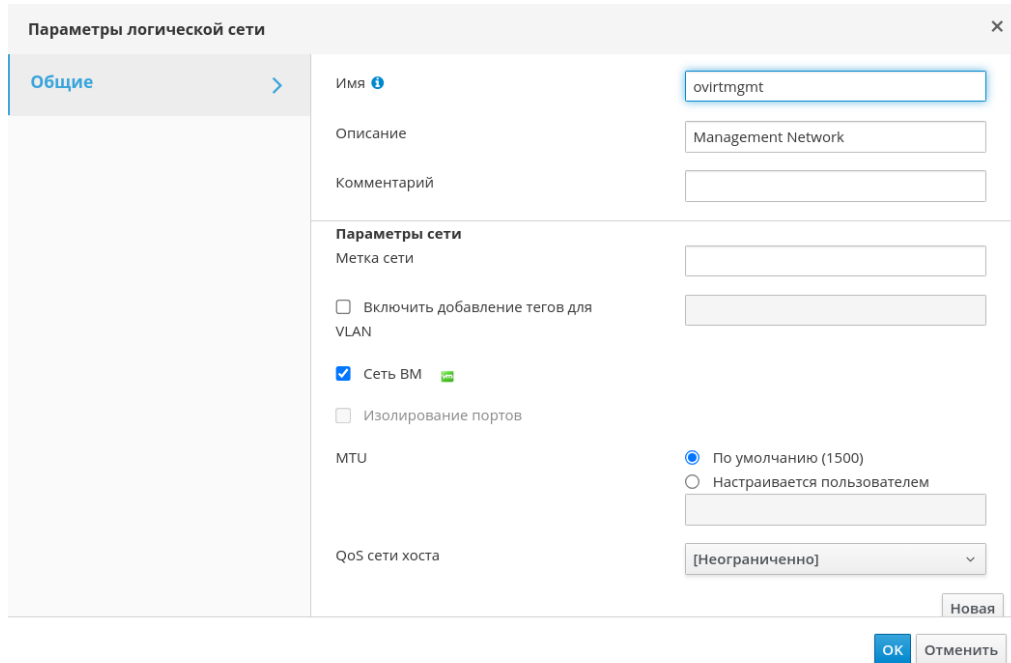 Параметры логической сети
×
Общие
Имя
ovirtmgmt
Описание
Management Network
Комментарий
Параметры сети
Метка сети
Включить добавление тегов для
VLAN
Сеть ВМ vm
Изолирование портов
MTU
По умолчанию (1500)
Настраивается пользователем
QoS сети хоста
[Неограниченно]
Новая
OK
Отменить